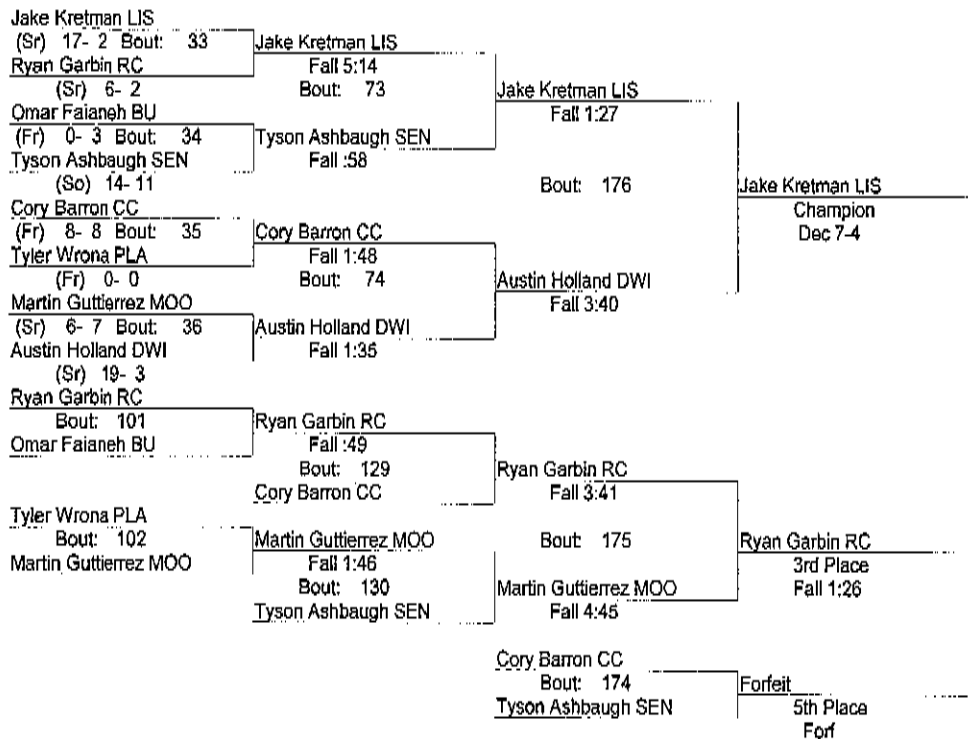 Jake Kretman LIS
(Sr) 17- 2 Bout: 33
Ryan Garbin RC
(Sr) 6- 2
Omar Faianeh BU
(Fr) 0- 3 Bout: 34
Tyson Ashbaugh SEN
(So) 14- 11
Cory Barron CC
(Fr) 8- 8 Bout: 35
Tyler Wrona PLA
(Fr) 0- 0
Martin Guttierrez MOO
(Sr) 6- 7 Bout: 36
Austin Holland DWI
(Sr) 19- 3
Jake Kretman LIS
Fall 5:14
Bout: 73
Tyson Ashbaugh SEN
Fall :58
Cory Barron CC
Fall 1:48
Bout: 74
Austin Holland DWI
Fall 1:35
Jake Kretman LIS
Fall 1:27
Bout: 176
Austin Holland DWI
Fall 3:40
Jake Kretman LIS
Champion
Dec 7-4
Ryan Garbin RC
Bout: 101
Omar Faianeh BU
Tyler Wrona PLA
Bout: 102
Martin Guttierrez MOO
Ryan Garbin RC
Fall :49
Bout: 129
Cory Barron CC
Martin Guttierrez MOO
Fall 1:46
Bout: 130
Tyson Ashbaugh SEN
Ryan Garbin RC
Fall 3:41
Bout: 175
Martin Guttierrez MOO
Fall 4:45
Ryan Garbin RC
3rd Place
Fall 1:26
Cory Barron CC
Bout: 174
Tyson Ashbaugh SEN
Forfeit
5th Place
Forf